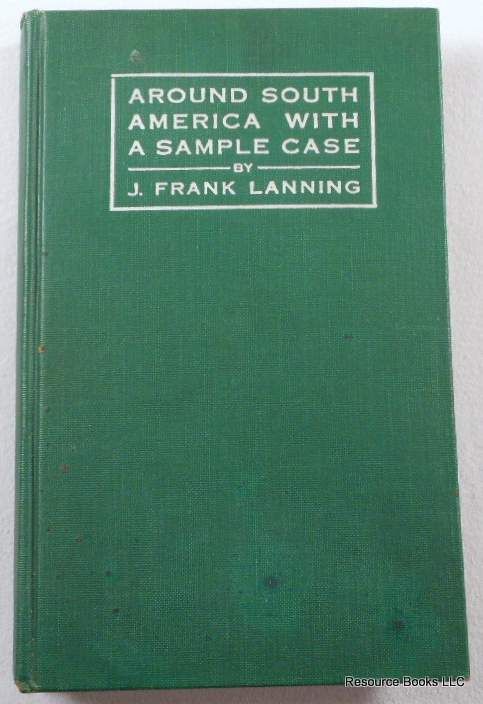 AROUND SOUTH
AMERICA WITH
A SAMPLE CASE
BY
J. FRANK LANNING
Resource Books LLC